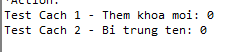 *Action.
Test Cach 1 - Them khoa moi: 0
Test Cach 2 - Bi trung ten: 0